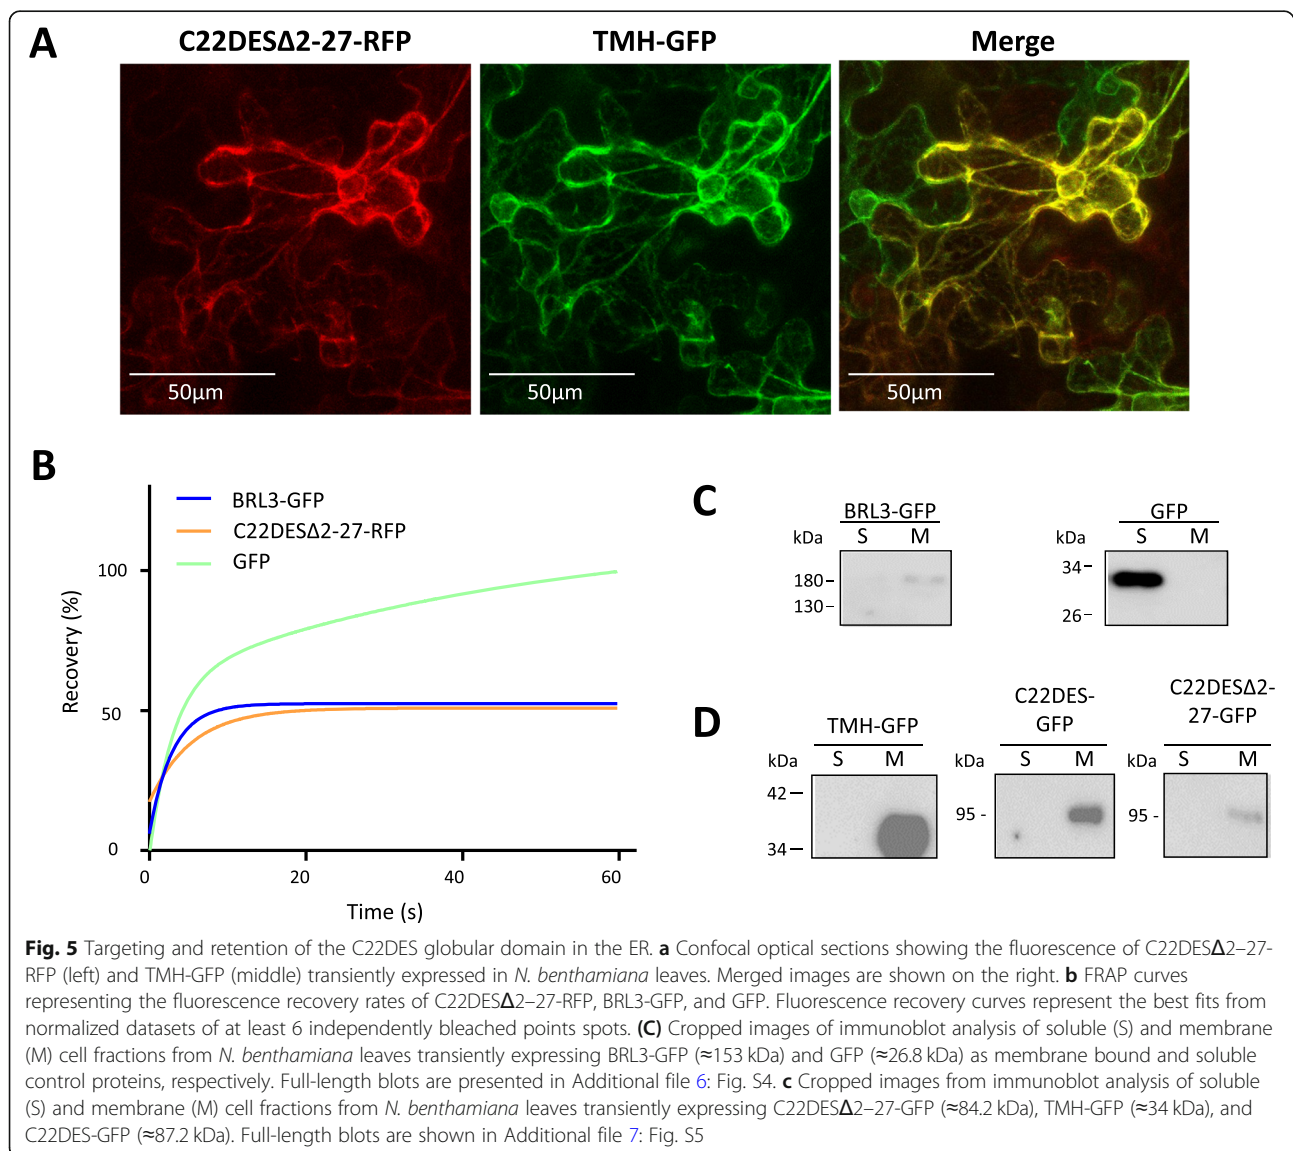 A
C22DESΔ2-27-RFP
TMH-GFP
Merge
50μm
50μm
50μm
B
BRL3-GFP
C22DESΔ2-27-RFP
GFP
100
50
0
Recovery (%)
0
20
40
60
Time (s)
C
BRL3-GFP
kDa
S
M
180
130
GFP
kDa
S
M
34
26
D
TMH-GFP
kDa
S
M
42
34
C22DES-
GFP
kDa
S
M
95
C22DESΔ2-
27-GFP
kDa
S
M
95
Fig. 5 Targeting and retention of the C22DES globular domain in the ER. a Confocal optical sections showing the fluorescence of C22DESΔ2–27-
RFP (left) and TMH-GFP (middle) transiently expressed in N. benthamiana leaves. Merged images are shown on the right. b FRAP curves
representing the fluorescence recovery rates of C22DESΔ2–27-RFP, BRL3-GFP, and GFP. Fluorescence recovery curves represent the best fits from
normalized datasets of at least 6 independently bleached points spots. (C) Cropped images of immunoblot analysis of soluble (S) and membrane
(M) cell fractions from N. benthamiana leaves transiently expressing BRL3-GFP (≈153 kDa) and GFP (≈26.8 kDa) as membrane bound and soluble
control proteins, respectively. Full-length blots are presented in Additional file 6: Fig. S4. c Cropped images from immunoblot analysis of soluble
(S) and membrane (M) cell fractions from N. benthamiana leaves transiently expressing C22DESΔ2–27-GFP (≈84.2 kDa), TMH-GFP (≈34 kDa), and
C22DES-GFP (≈87.2 kDa). Full-length blots are shown in Additional file 7: Fig. S5